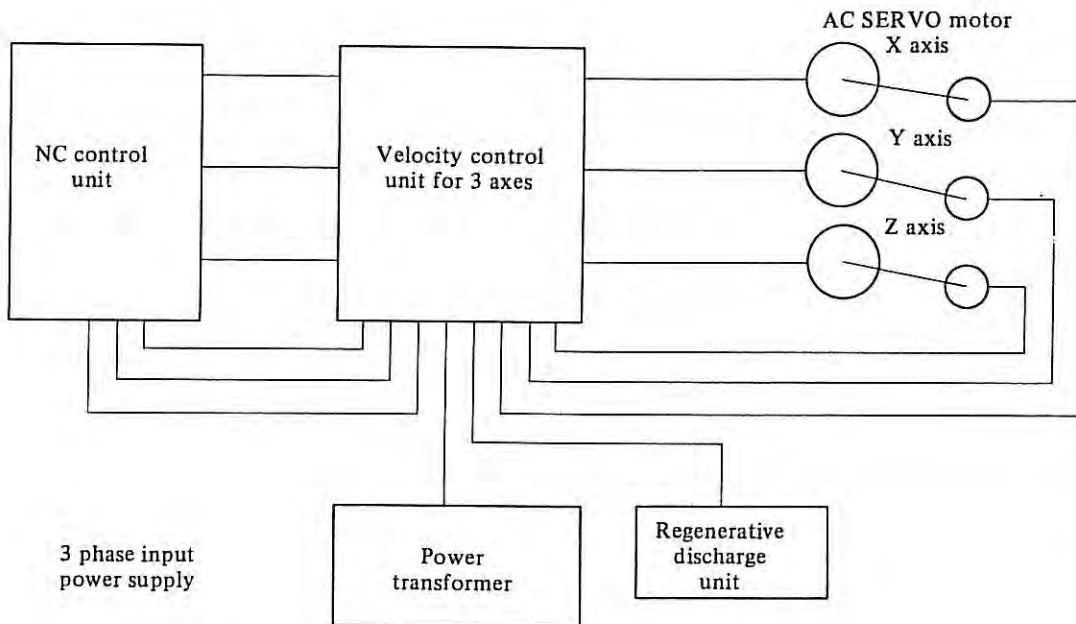 AC SERVO motor
X axis
NC control
unit
Velocity control
unit for 3 axes
Y axis
Z axis
3 phase input
power supply
Power
transformer
Regenerative
discharge
unit